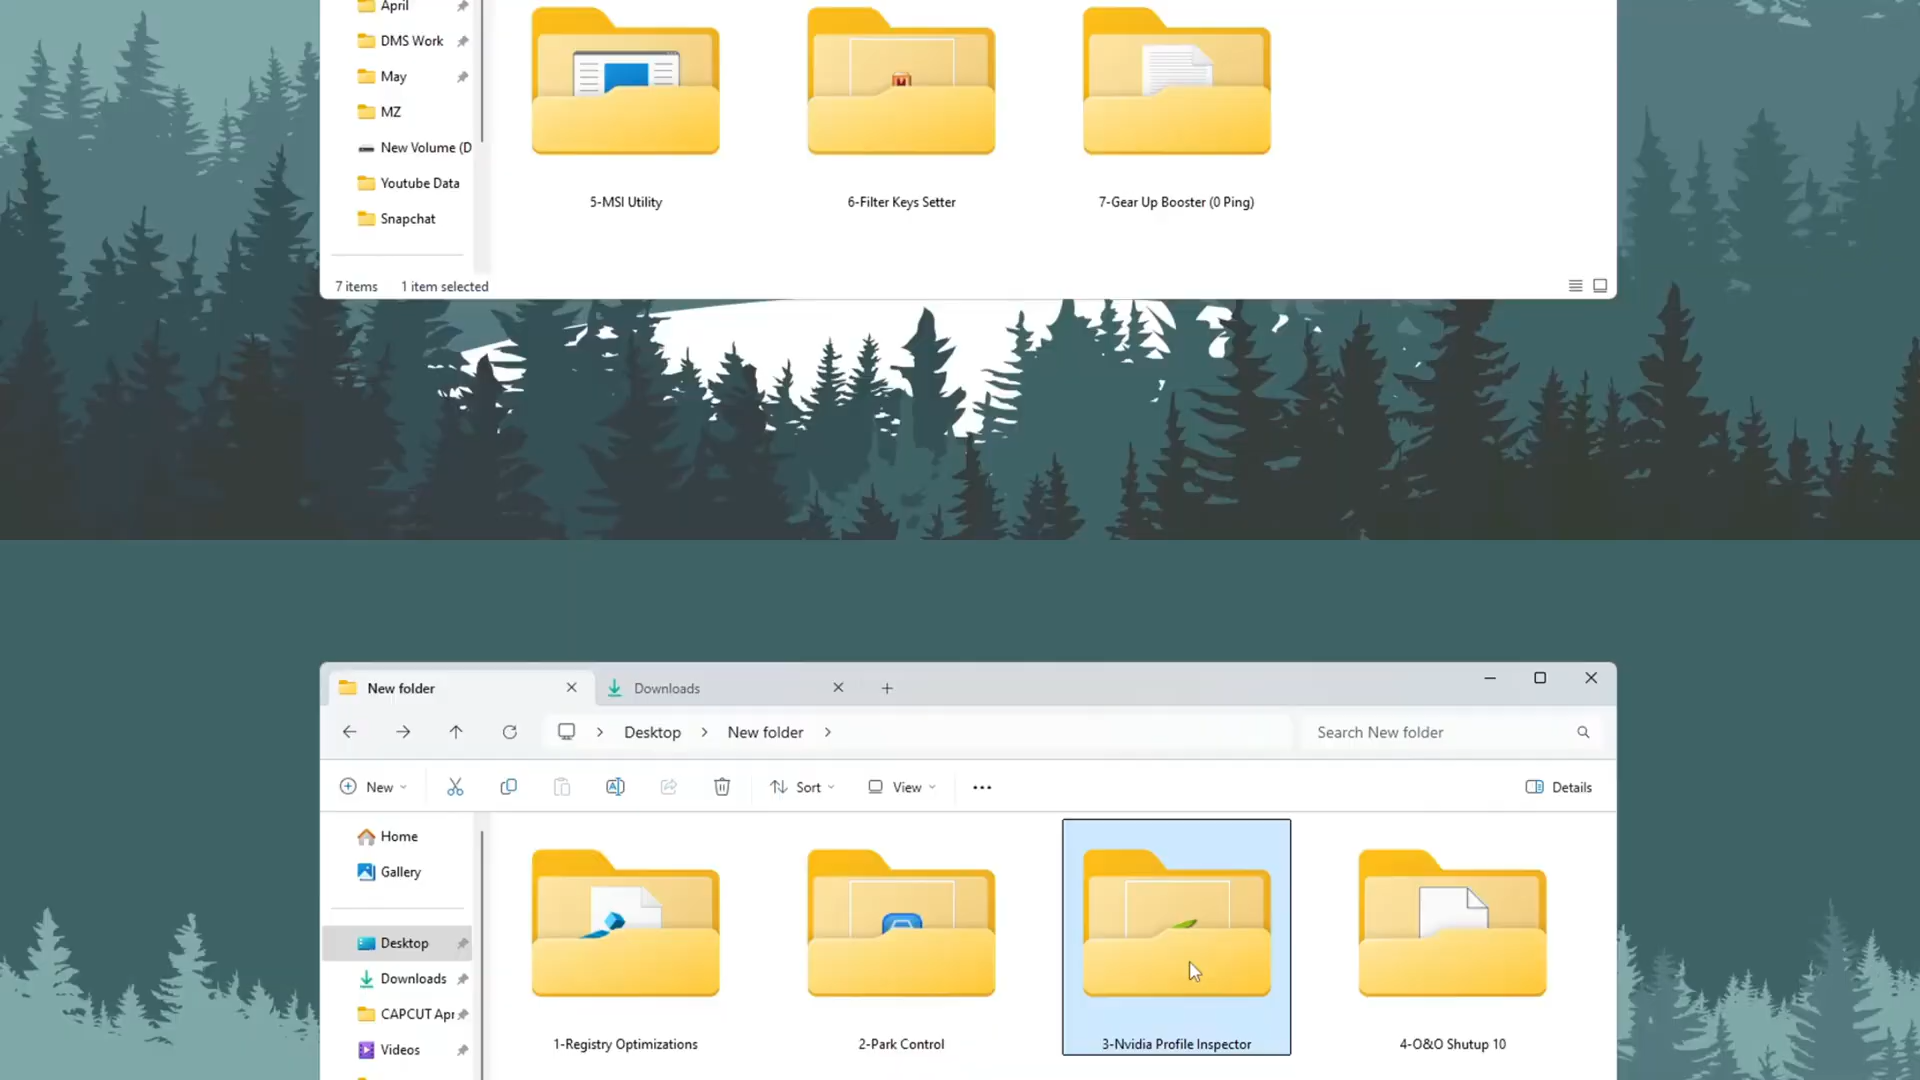 April
DMS Work
May
MZ
New Volume (D
Youtube Data
Snapchat
5-MSI Utility
6-Filter Keys Setter
7-Gear Up Booster (0 Ping)
7 items
1 item selected
New folder
Downloads
Desktop
New folder
Search New folder
New
Sort
View
Details
Home
Gallery
Desktop
Downloads
CAPCUT Apr
Videos
1-Registry Optimizations
2-Park Control
3-Nvidia Profile Inspector
4-O&O Shutup 10